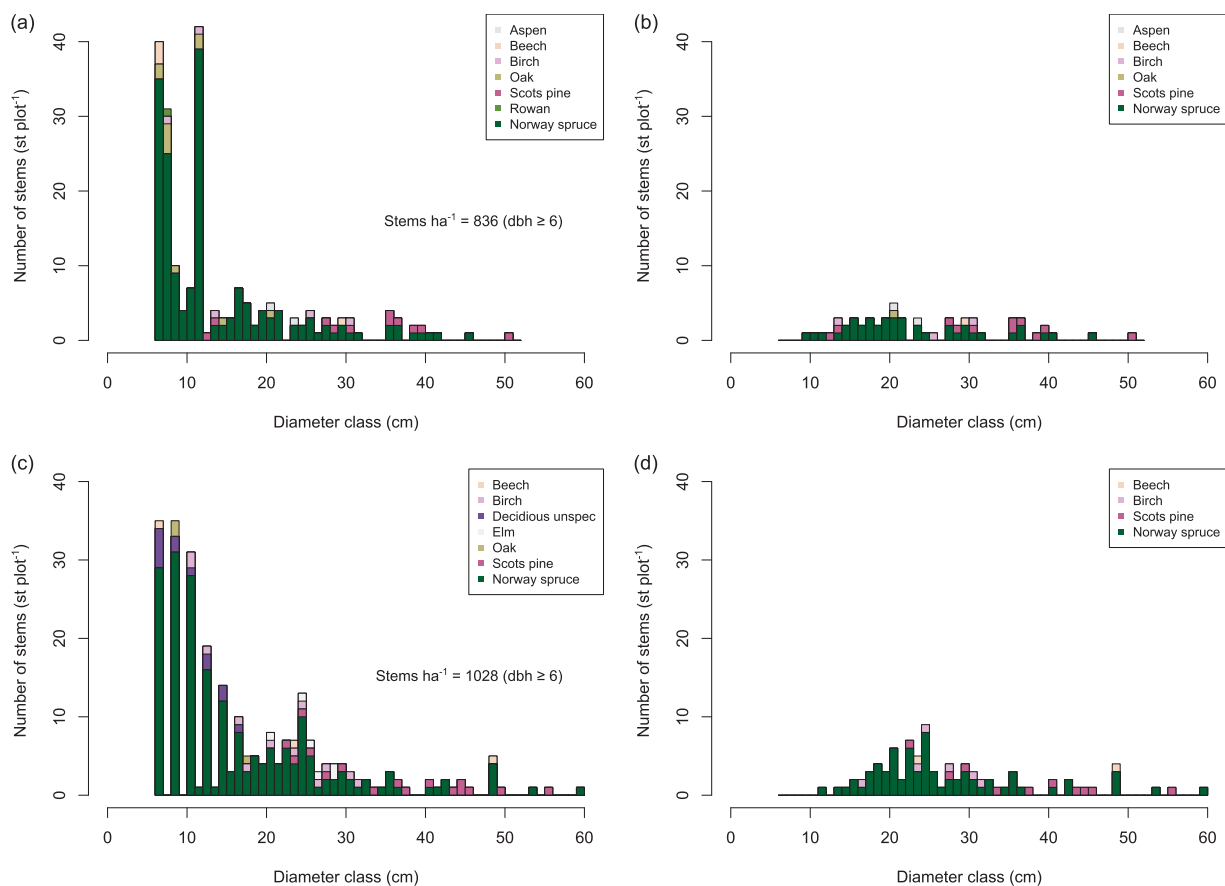 (a)
Aspen
Beech
Birch
Oak
Scots pine
Rowan
Norway spruce
Stems ha-1 = 836 (dbh ≥ 6)
Number of stems (st plot-1)
0 10 20 30 40
0 10 20 30 40 50 60
Diameter class (cm)
(b)
Aspen
Beech
Birch
Oak
Scots pine
Norway spruce
Number of stems (st plot-1)
0 10 20 30 40
0 10 20 30 40 50 60
Diameter class (cm)
(c)
Beech
Birch
Decidious unspec
Elm
Oak
Scots pine
Norway spruce
Stems ha-1 = 1028 (dbh ≥ 6)
Number of stems (st plot-1)
0 10 20 30 40
0 10 20 30 40 50 60
Diameter class (cm)
(d)
Beech
Birch
Scots pine
Norway spruce
Number of stems (st plot-1)
0 10 20 30 40
0 10 20 30 40 50 60
Diameter class (cm)